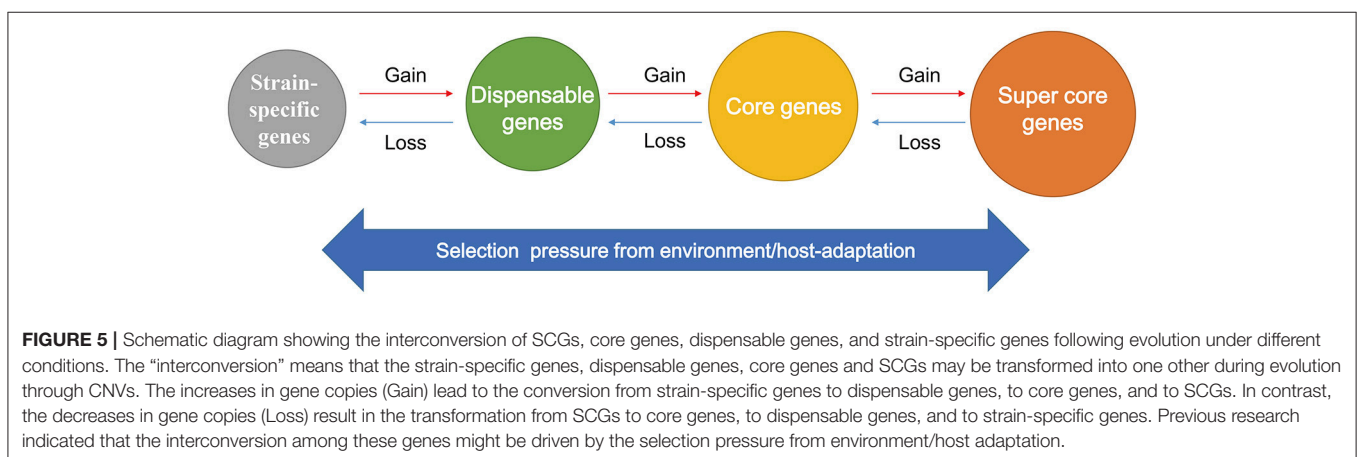 Strain-
specific
genes
Gain
Loss
Dispensable
genes
Gain
Loss
Core genes
Gain
Loss
Super core
genes
Selection pressure from environment/host-adaptation
FIGURE 5 | Schematic diagram showing the interconversion of SCGs, core genes, dispensable genes, and strain-specific genes following evolution under different
conditions. The “interconversion” means that the strain-specific genes, dispensable genes, core genes and SCGs may be transformed into one other during evolution
through CNVs. The increases in gene copies (Gain) lead to the conversion from strain-specific genes to dispensable genes, to core genes, and to SCGs. In contrast,
the decreases in gene copies (Loss) result in the transformation from SCGs to core genes, to dispensable genes, and to strain-specific genes. Previous research
indicated that the interconversion among these genes might be driven by the selection pressure from environment/host adaptation.